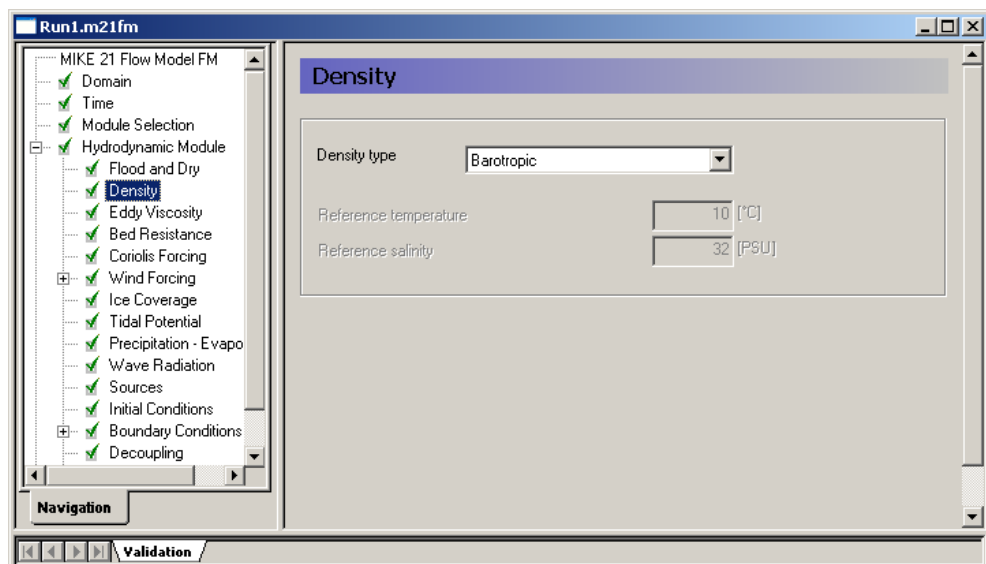 Run1.m21fm
MIKE 21 Flow Model FM
Domain
Time
Module Selection
Hydrodynamic Module
Flood and Dry
Density
Eddy Viscosity
Bed Resistance
Coriolis Forcing
Wind Forcing
Ice Coverage
Tidal Potential
Precipitation - Evapo
Wave Radiation
Sources
Initial Conditions
Boundary Conditions
Decoupling
Navigation
Density
Density type Barotropic
Reference temperature 10 [°C]
Reference salinity 32 [PSU]
Validation